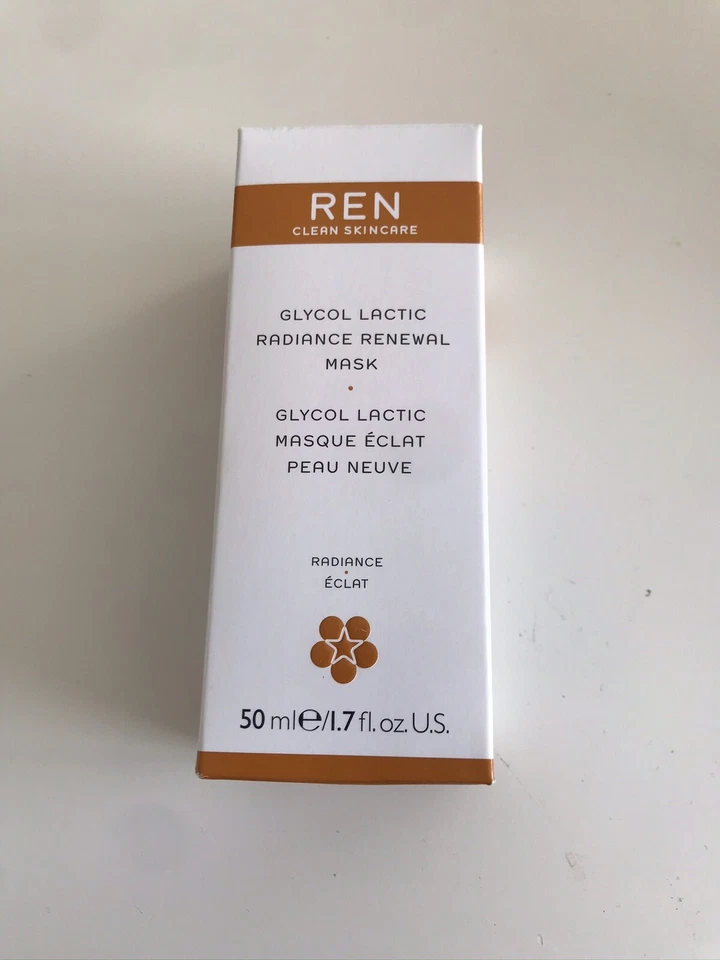 REN
CLEAN SKINCARE
GLYCOL LACTIC
RADIANCE RENEWAL
MASK
GLYCOL LACTIC
MASQUE ÉCLAT
PEAU NEUVE
RADIANCE
ÉCLAT
50 ml℮/1.7 fl. oz. U.S.